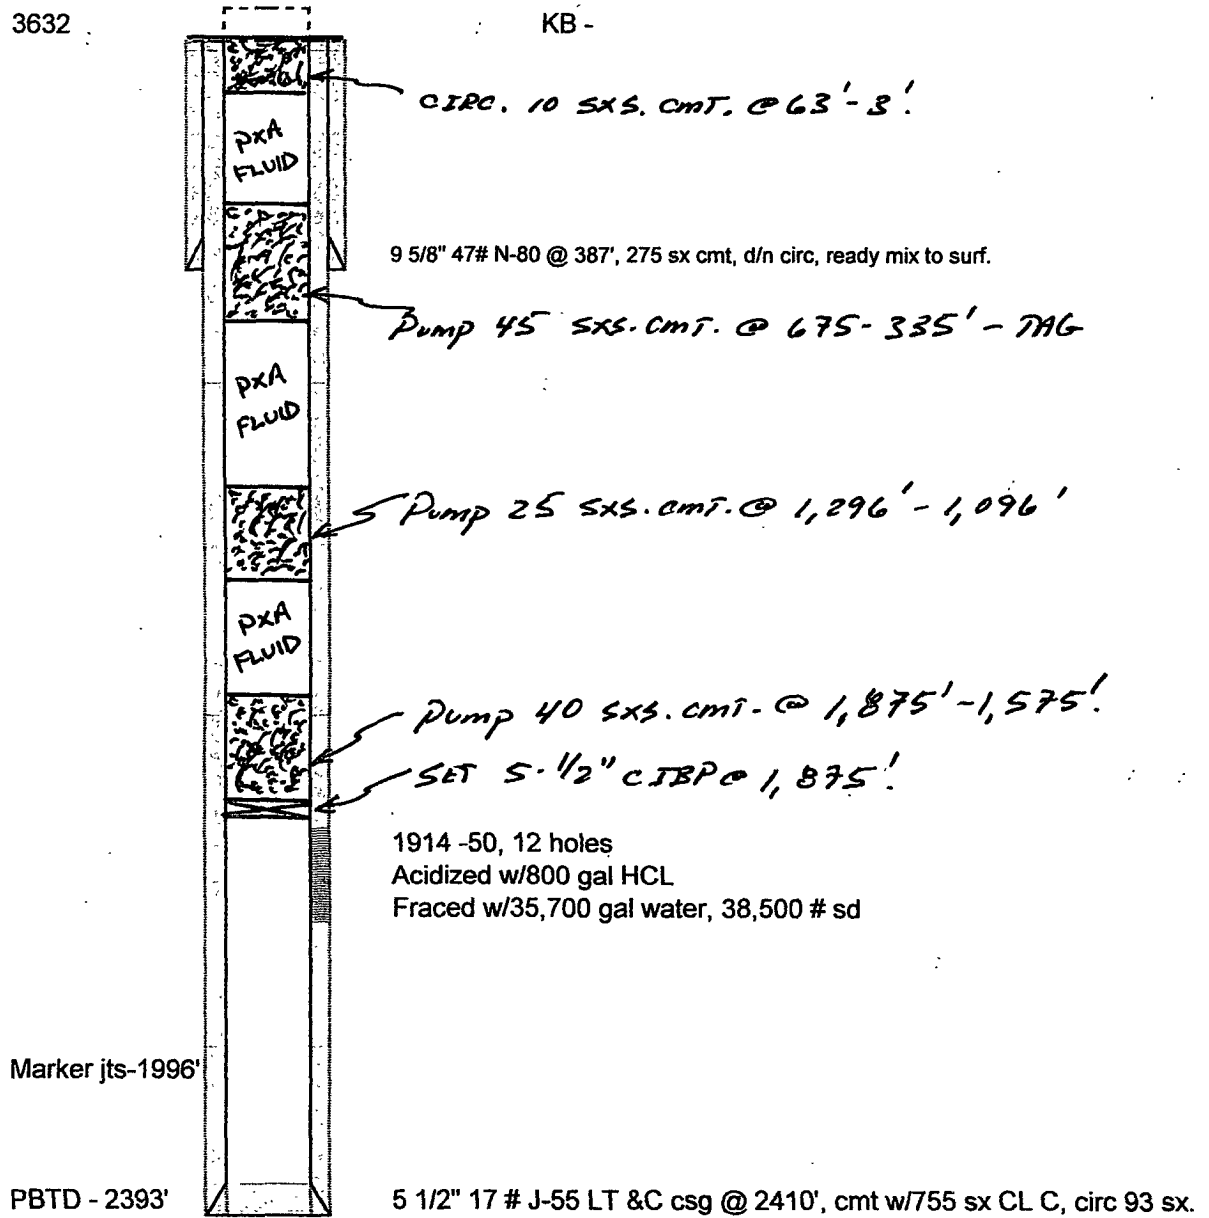 3632
KB -
CIRC. 10 SXS. CMT. @ 63'-3'
PXA
FLUID
9 5/8" 47# N-80 @ 387', 275 sx cmt, d/n circ, ready mix to surf.
Pump 45 SXS. CMT. @ 675-335' - TAG
PXA
FLUID
Pump 25 SXS. CMT. @ 1,296' - 1,096'
PXA
FLUID
Pump 40 SXS. CMT. @ 1,875' - 1,575'
SET 5-1/2" CIBP @ 1,875'
1914 -50, 12 holes
Acidized w/800 gal HCL
Fraced w/35,700 gal water, 38,500 # sd
Marker jts-1996'
PBTD - 2393'
5 1/2" 17 # J-55 LT &C csg @ 2410', cmt w/755 sx CL C, circ 93 sx.